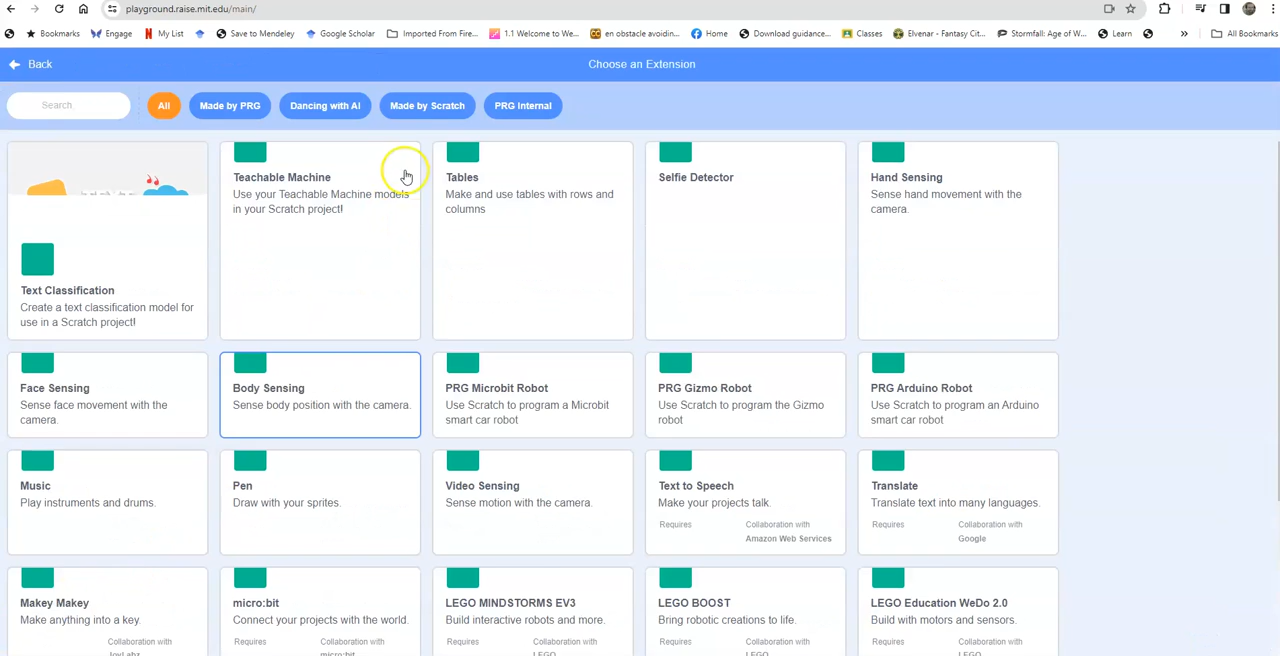 playground.raise.mit.edu/main/
Bookmarks
Engage
My List
Save to Mendeley
Google Scholar
Imported From Fire...
1.1 Welcome to We...
en obstacle avoidin...
Home
Download guidance...
Classes
Elvenar - Fantasy Cit...
Stormfall: Age of W...
Learn
»
All Bookmarks
Back
Choose an Extension
Search
All
Made by PRG
Dancing with AI
Made by Scratch
PRG Internal
Text Classification
Create a text classification model for
use in a Scratch project!
Teachable Machine
Use your Teachable Machine models
in your Scratch project!
Tables
Make and use tables with rows and
columns
Selfie Detector
Hand Sensing
Sense hand movement with the
camera.
Face Sensing
Sense face movement with the
camera.
Body Sensing
Sense body position with the camera.
PRG Microbit Robot
Use Scratch to program a Microbit
smart car robot
PRG Gizmo Robot
Use Scratch to program the Gizmo
robot
PRG Arduino Robot
Use Scratch to program an Arduino
smart car robot
Music
Play instruments and drums.
Pen
Draw with your sprites.
Video Sensing
Sense motion with the camera.
Text to Speech
Make your projects talk.
Requires
Collaboration with
Amazon Web Services
Translate
Translate text into many languages.
Requires
Collaboration with
Google
Makey Makey
Make anything into a key.
Collaboration with
micro:bit
Connect your projects with the world.
Requires
Collaboration with
micro:bit
LEGO MINDSTORMS EV3
Build interactive robots and more.
Requires
Collaboration with
LEGO
LEGO BOOST
Bring robotic creations to life.
Requires
Collaboration with
LEGO
LEGO Education WeDo 2.0
Build with motors and sensors.
Requires
Collaboration with
LEGO